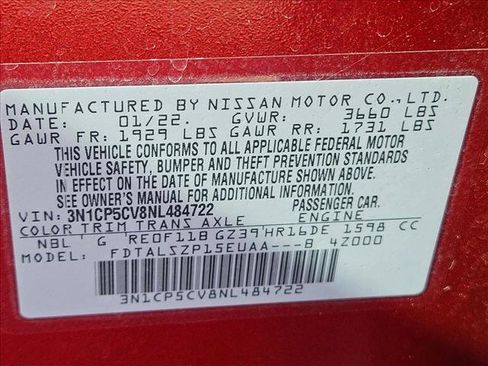 MANUFACTURED BY NISSAN MOTOR CO., LTD.
DATE: 01/22. GVWR: 3660 LBS
GAWR FR: 1929 LBS GAWR RR: 1731 LBS
THIS VEHICLE CONFORMS TO ALL APPLICABLE FEDERAL MOTOR
VEHICLE SAFETY, BUMPER AND THEFT PREVENTION STANDARDS
IN EFFECT ON THE DATE OF MANUFACTURE SHOWN ABOVE.
SEE OWNER'S MANUAL FOR ADDITIONAL INFORMATION.
VIN: 3N1CP5CV8NL484722 PASSENGER CAR.
COLOR TRIM TRANS AXLE ENGINE
NBL G RE0F11B GZ39 HR16DE 1598 CC
MODEL: FDTALSZP15EUAA---B 4Z000
3N1CP5CV8NL484722